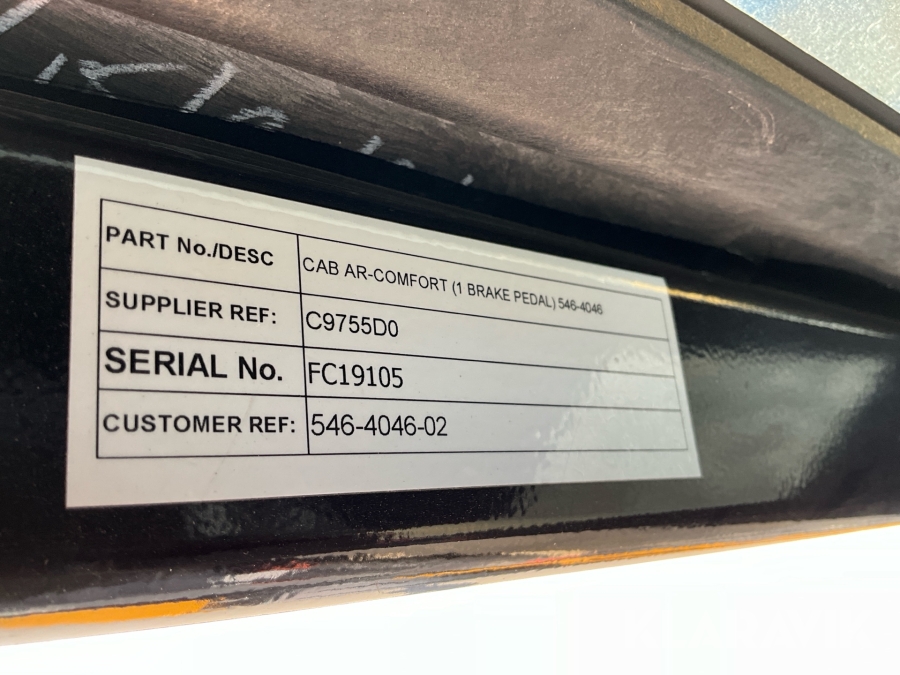 PART No./DESC CAB AR-COMFORT (1 BRAKE PEDAL) 546-4046
SUPPLIER REF: C9755D0
SERIAL No. FC19105
CUSTOMER REF: 546-4046-02